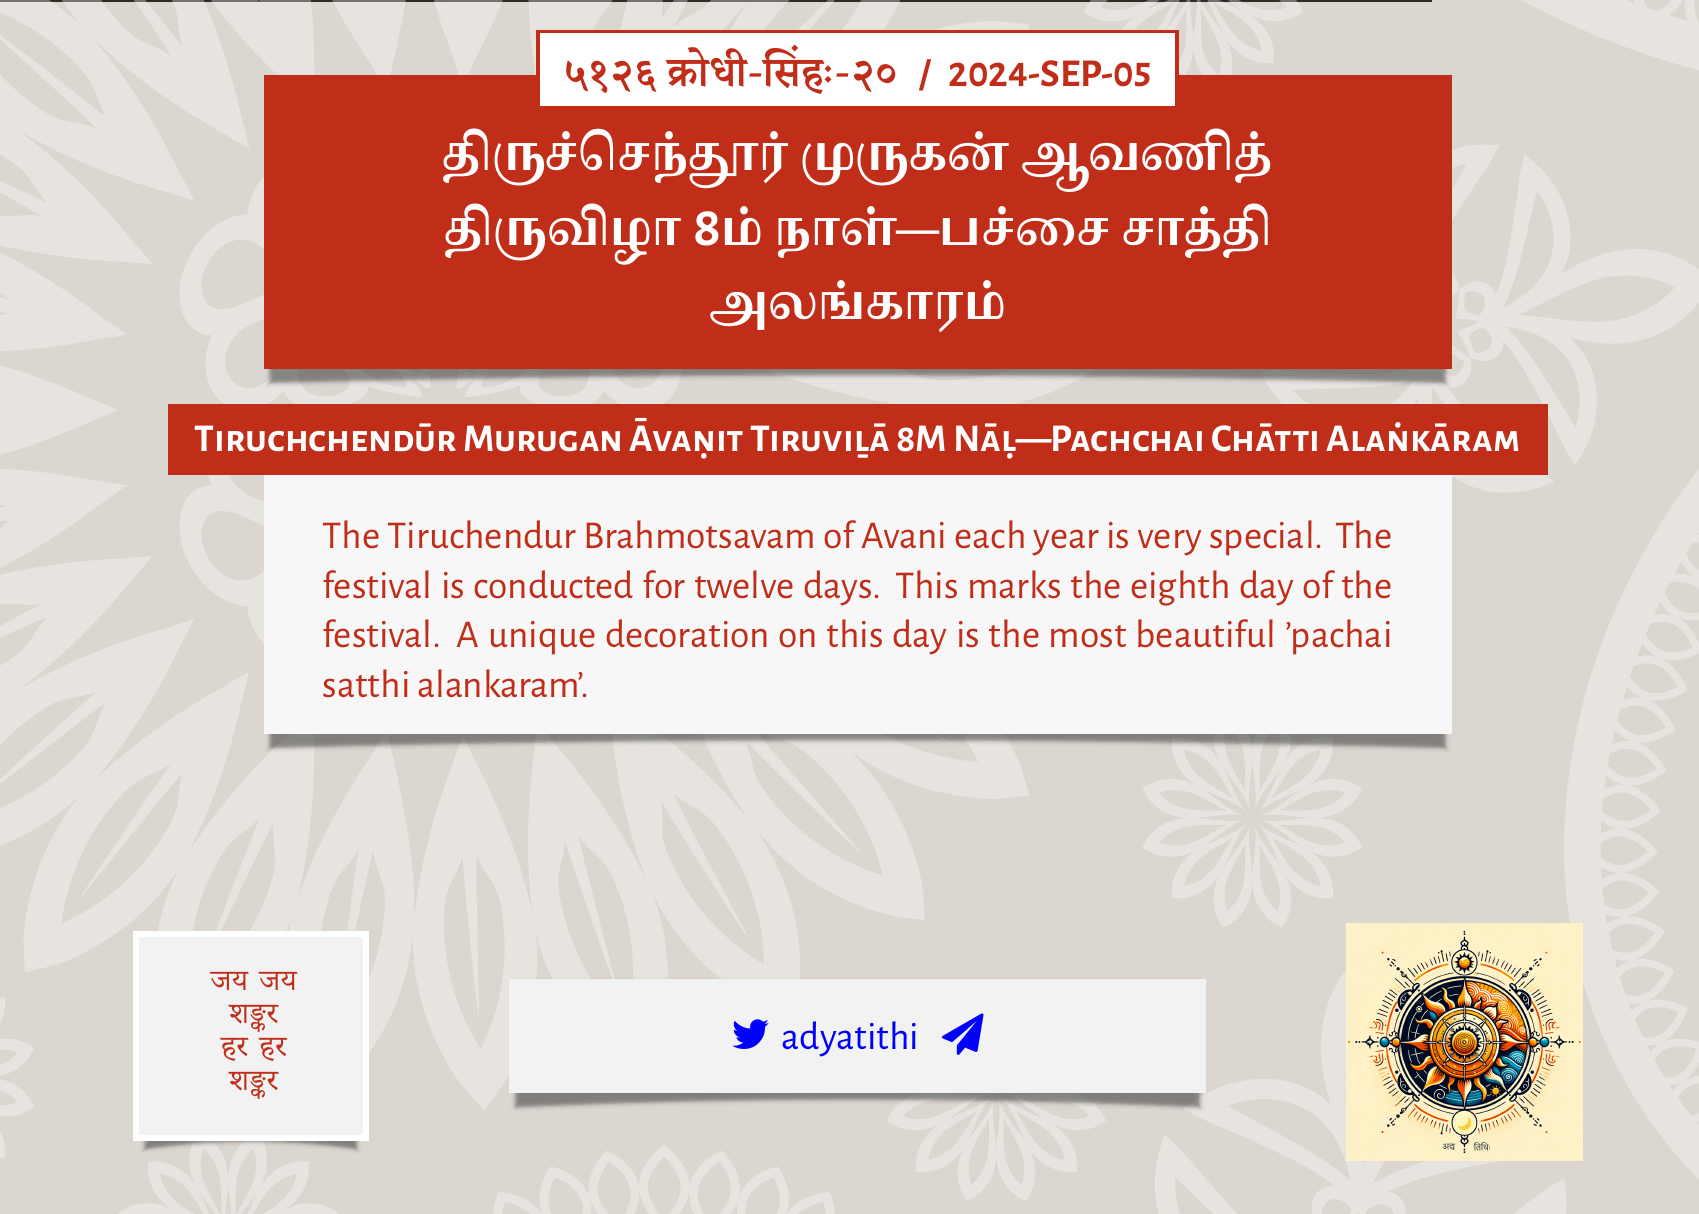 ५१२६ क्रोधी-सिंहः-२० / 2024-SEP-05
திருச்செந்தூர் முருகன் ஆவணித்
திருவிழா 8ம் நாள்—பச்சை சாத்தி
அலங்காரம்
Tiruchchendūr Murugan Āvaṇit Tiruviḻā 8M Nāḷ—Pachchai Chātti Alaṅkāram
The Tiruchendur Brahmotsavam of Avani each year is very special. The
festival is conducted for twelve days. This marks the eighth day of the
festival. A unique decoration on this day is the most beautiful ’pachai
satthi alankaram’.
जय जय
शङ्कर
हर हर
शङ्कर
adyatithi
अद्य तिथिः